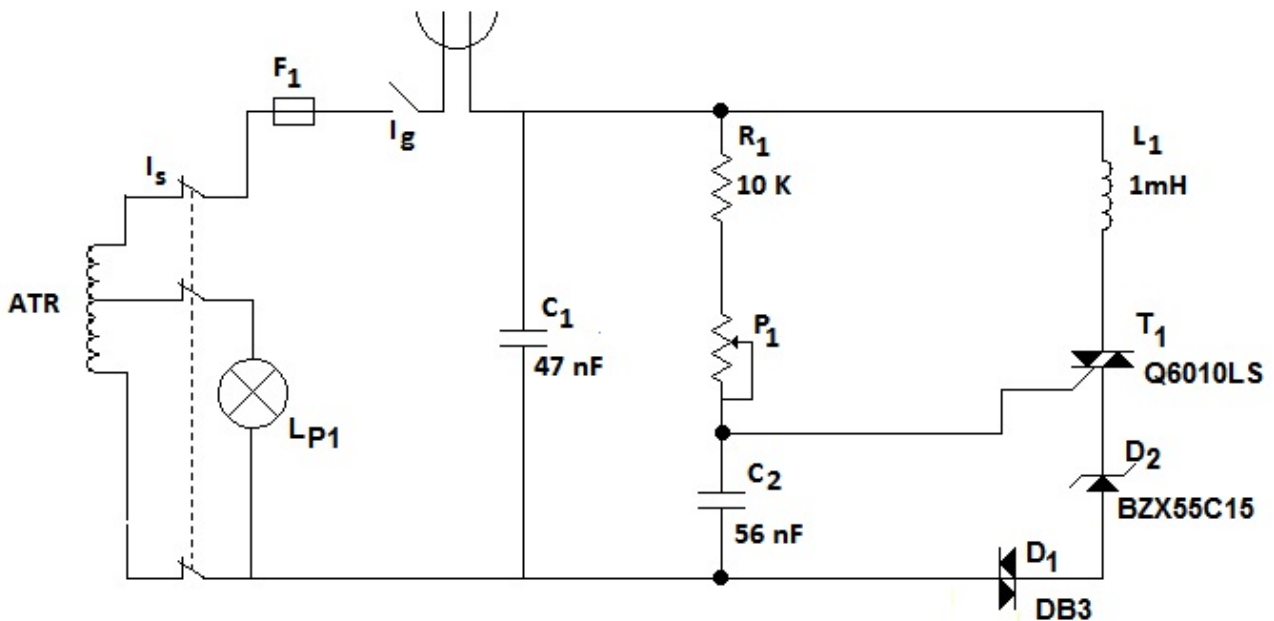 F1
Ig
Is
ATR
LP1
C1
47 nF
R1
10 K
P1
C2
56 nF
L1
1mH
T1
Q6010LS
D2
BZX55C15
D1
DB3